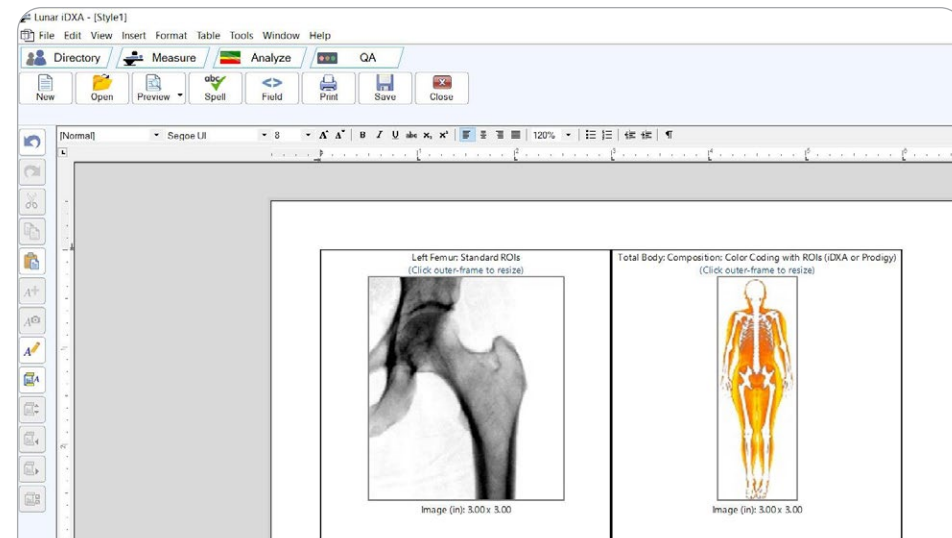 Lunar iDXA - [Style1]
File Edit View Insert Format Table Tools Window Help
Directory Measure Analyze QA
New Open Preview Spell Field Print Save Close
[Normal] Segoe UI 8 B I U abc x, x² 120% ¶
Left Femur: Standard ROIs
(Click outer-frame to resize)
Image (in): 3.00 x 3.00
Total Body: Composition: Color Coding with ROIs (iDXA or Prodigy)
(Click outer-frame to resize)
Image (in): 3.00 x 3.00